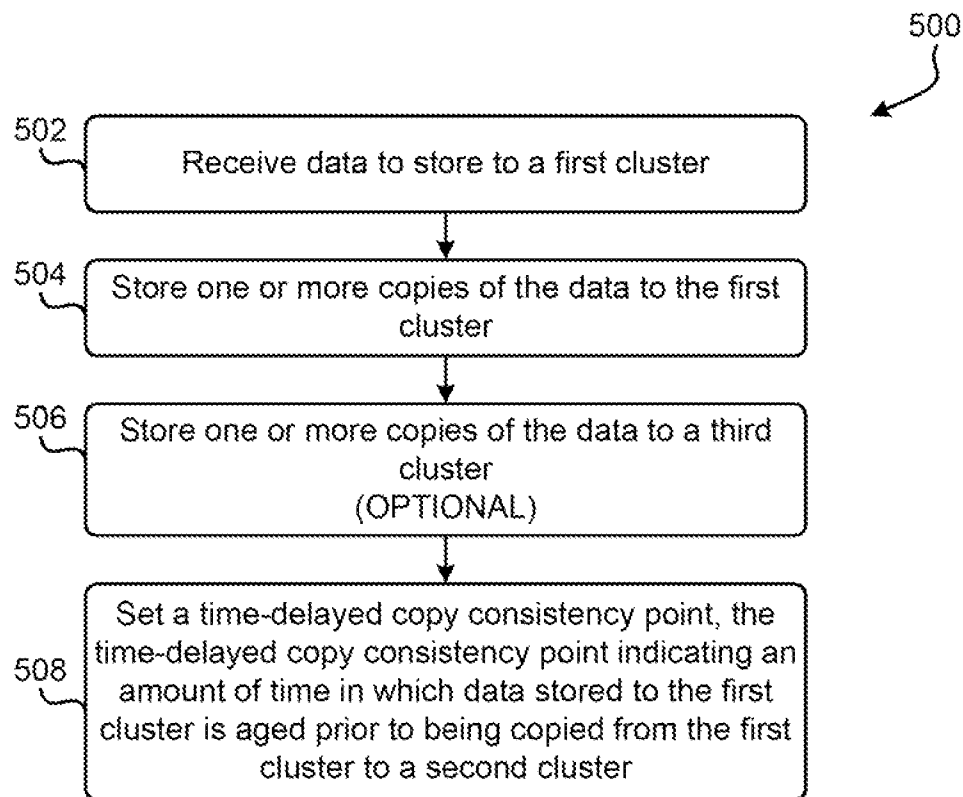 500
502
Receive data to store to a first cluster
504
Store one or more copies of the data to the first
cluster
506
Store one or more copies of the data to a third
cluster
(OPTIONAL)
508
Set a time-delayed copy consistency point, the
time-delayed copy consistency point indicating an
amount of time in which data stored to the first
cluster is aged prior to being copied from the first
cluster to a second cluster